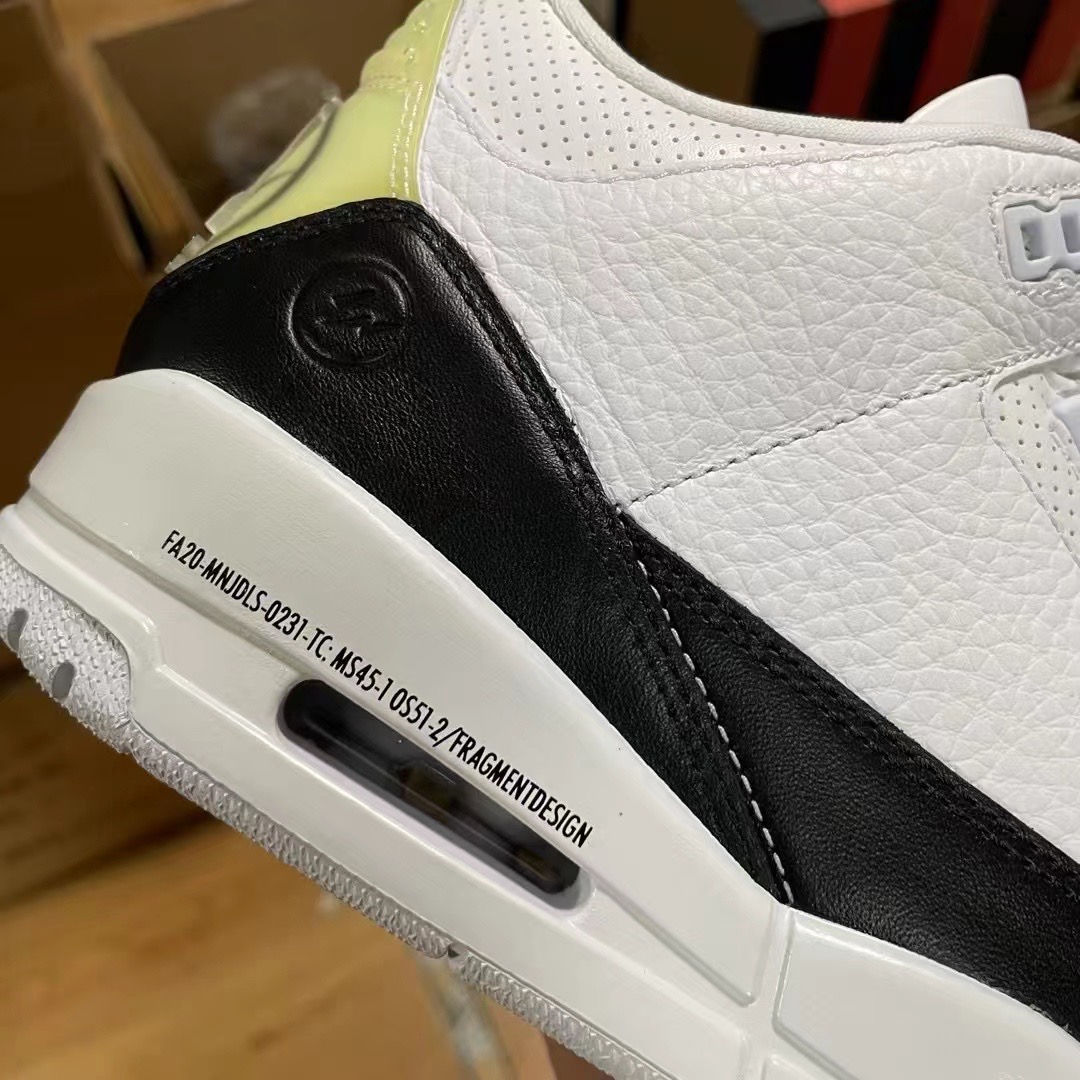 FA20-MNJDLS-0231-TC: MS45-1 OS51-2/FRAGMENTDESIGN